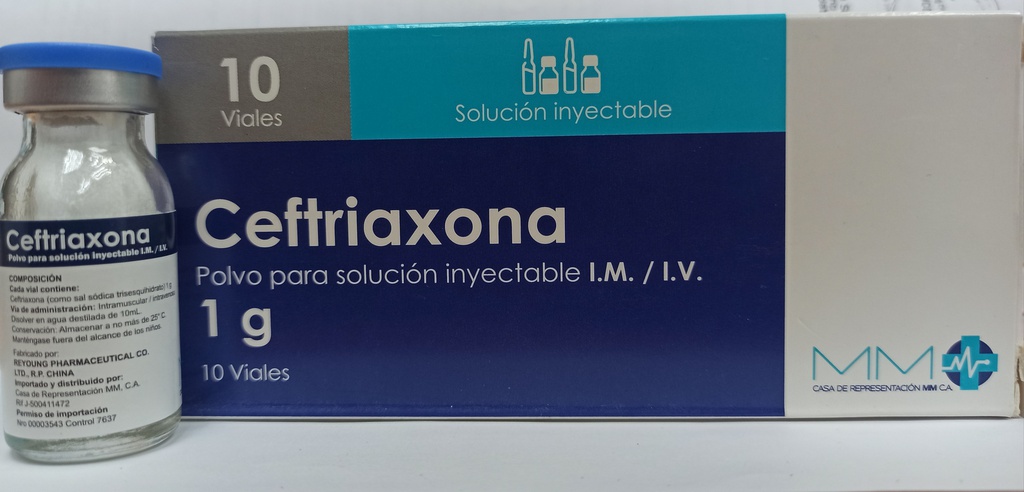 Ceftriaxona
Polvo para solución Inyectable I.M. / I.V.
COMPOSICIÓN
Cada vial contiene:
Ceftriaxona (como sal sódica trisesquihidrato) 1 g
Via de administración: Intramuscular / intravenoso
Disolver en agua destilada de 10mL.
Conservación: Almacenar a no más de 25° C
Manténgase fuera del alcance de los niños.
Fabricado por:
REYOUNG PHARMACEUTICAL CO.
LTD., R.P. CHINA
Importado y distribuido por:
Casa de Representación MM, C.A.
Rif J-500411472
Permiso de importación
Nro 00003543 Control 7637
10
Viales
Solución inyectable
Ceftriaxona
Polvo para solución inyectable I.M. / I.V.
1 g
10 Viales
MM
CASA DE REPRESENTACIÓN MM C.A.